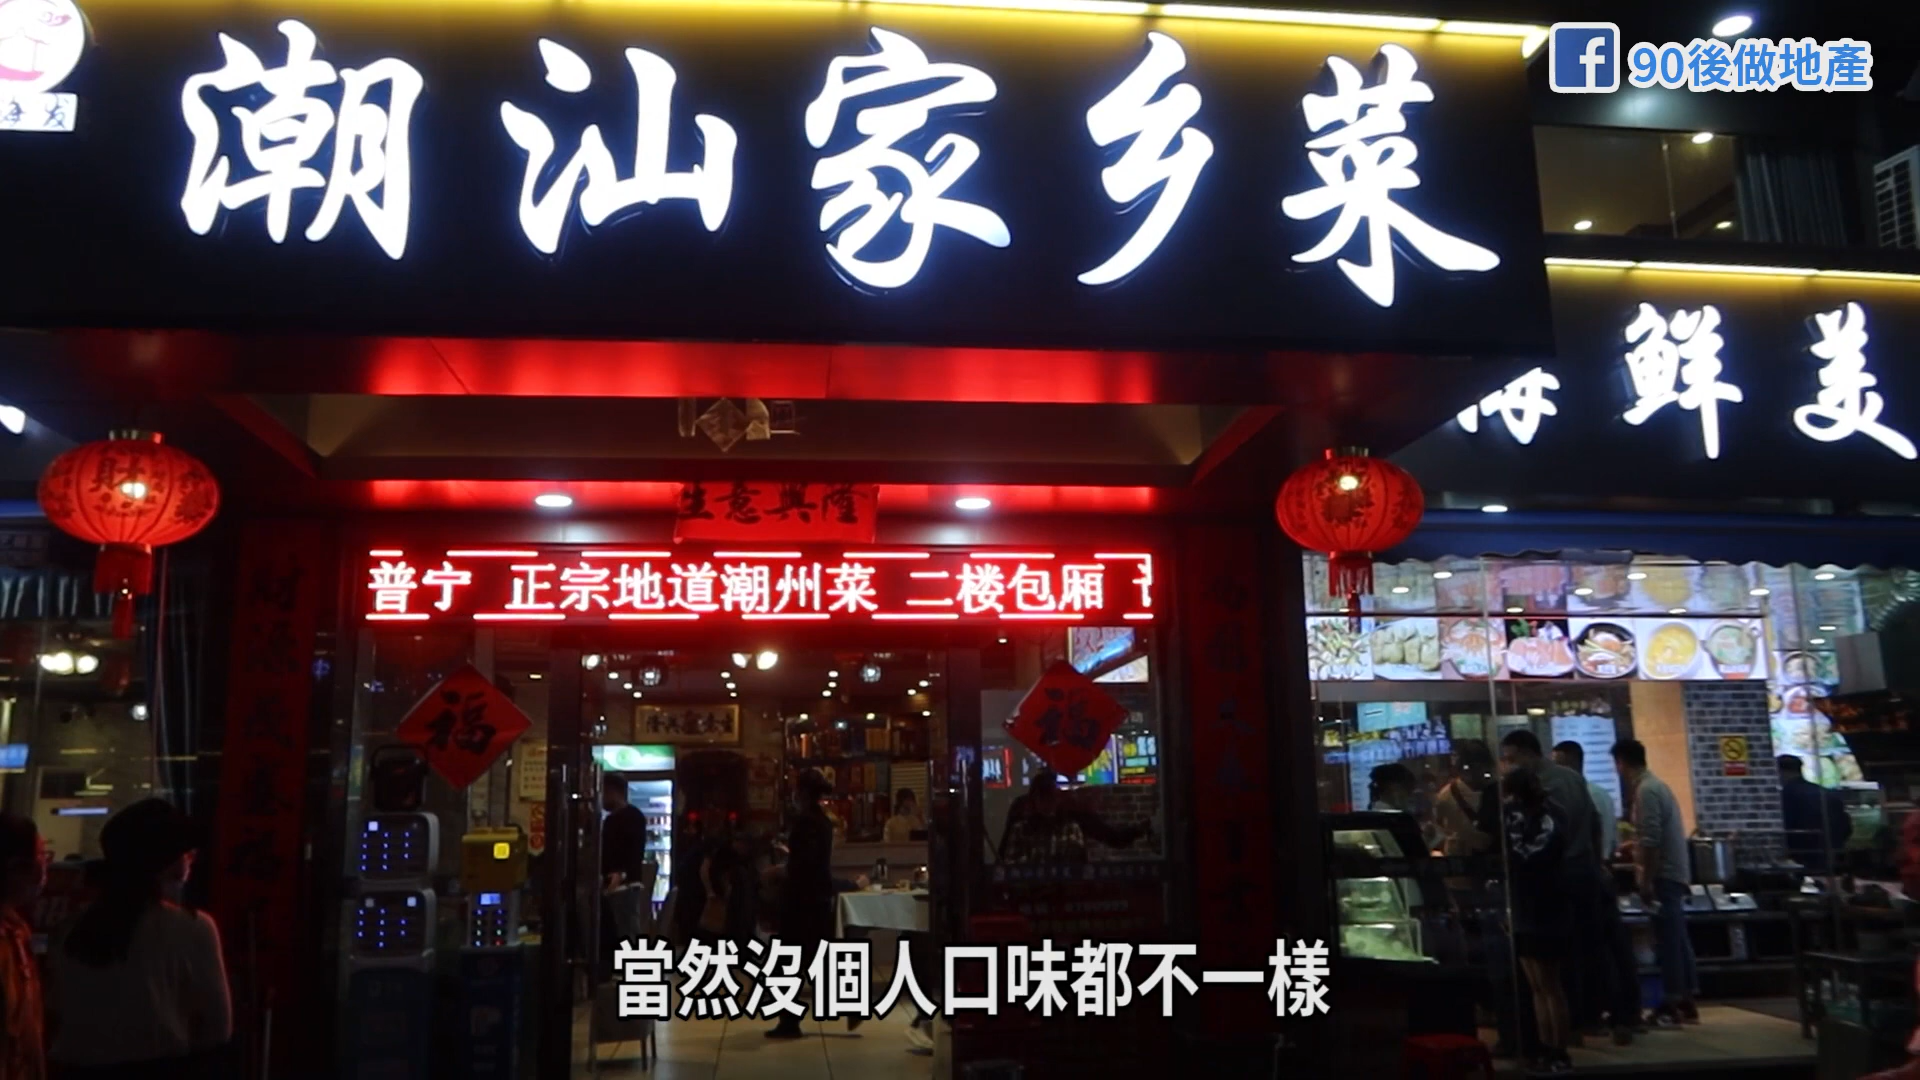 90後做地產
潮汕家乡菜
海鲜美
财
生意興隆
普宁 正宗地道潮州菜 二楼包厢
福
福
當然沒個人口味都不一樣